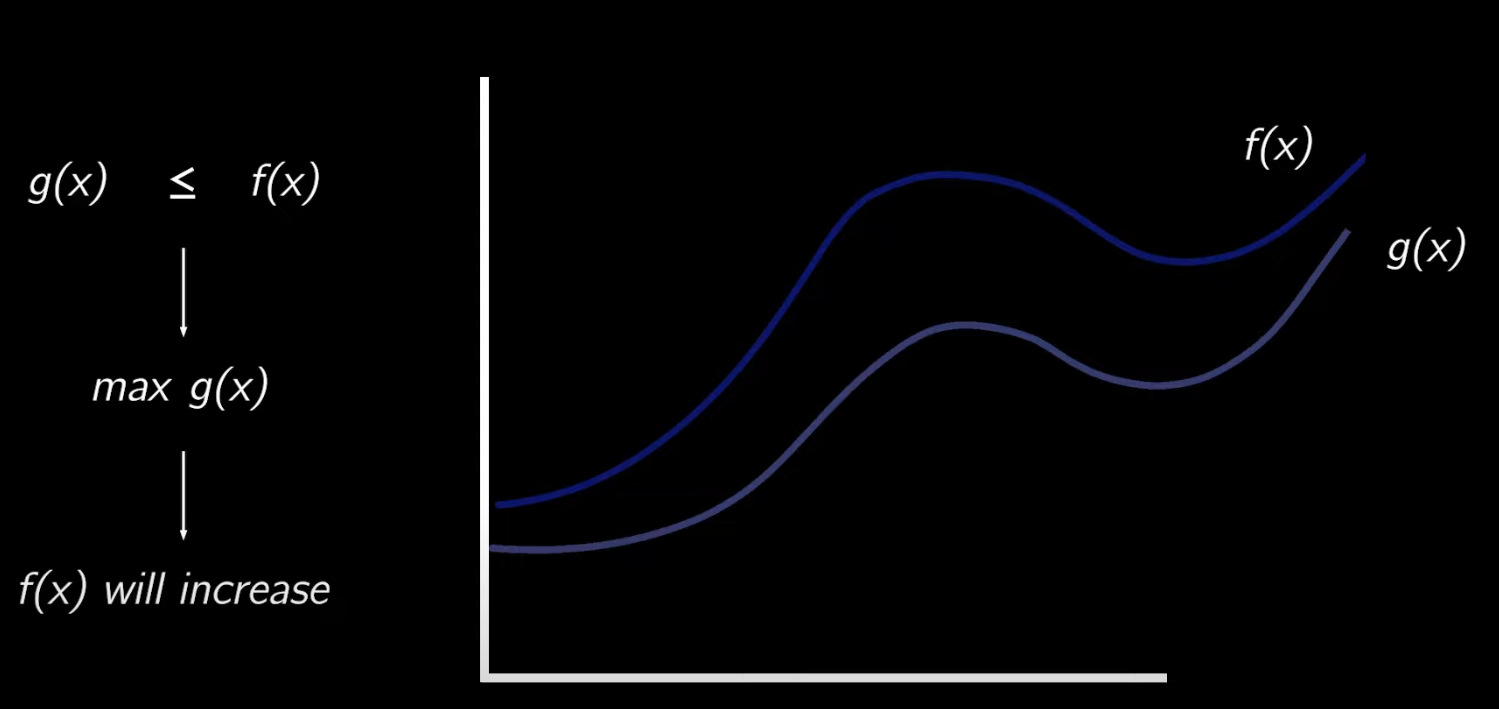 g(x) ≤ f(x)
max g(x)
f(x) will increase
f(x)
g(x)